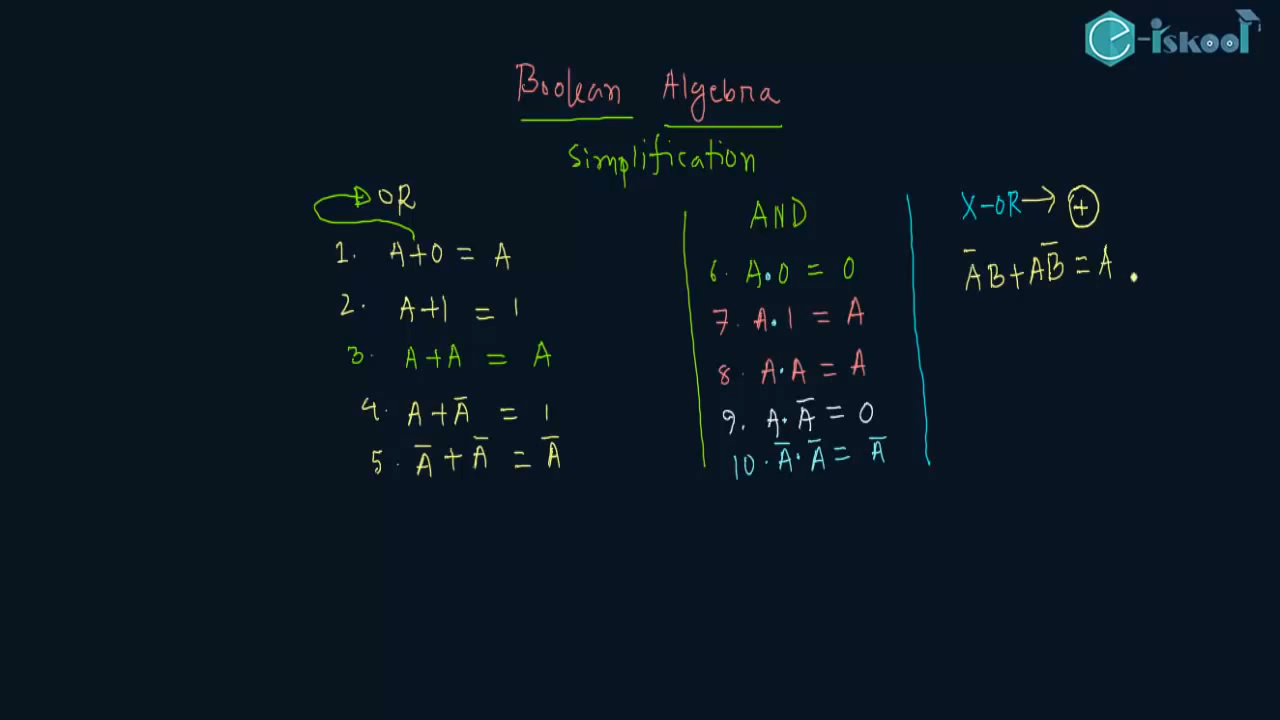 e-iskool
Boolean Algebra
Simplification
OR
1. A+0 = A
2. A+1 = 1
3. A+A = A
4. A+Ā = 1
5. Ā+Ā = Ā
AND
6. A.0 = 0
7. A.1 = A
8. A.A = A
9. A.Ā = 0
10. Ā.Ā = Ā
X-OR → ⊕
ĀB+AB̄ = A